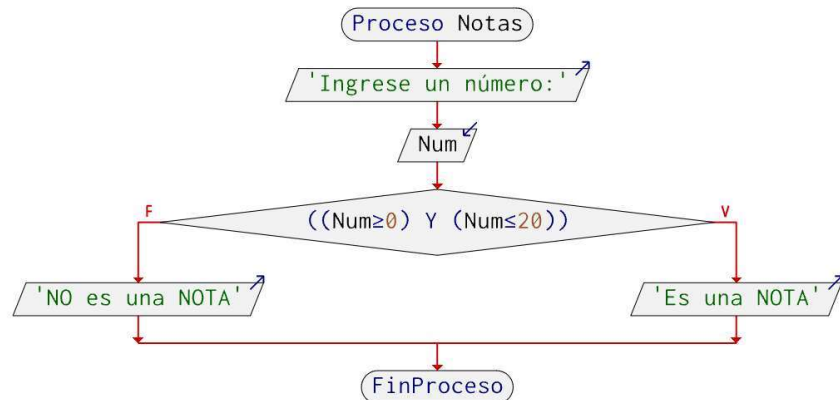 Proceso Notas
'Ingrese un número:'
Num
F
V
((Num≥0) Y (Num≤20))
'NO es una NOTA'
'Es una NOTA'
FinProceso